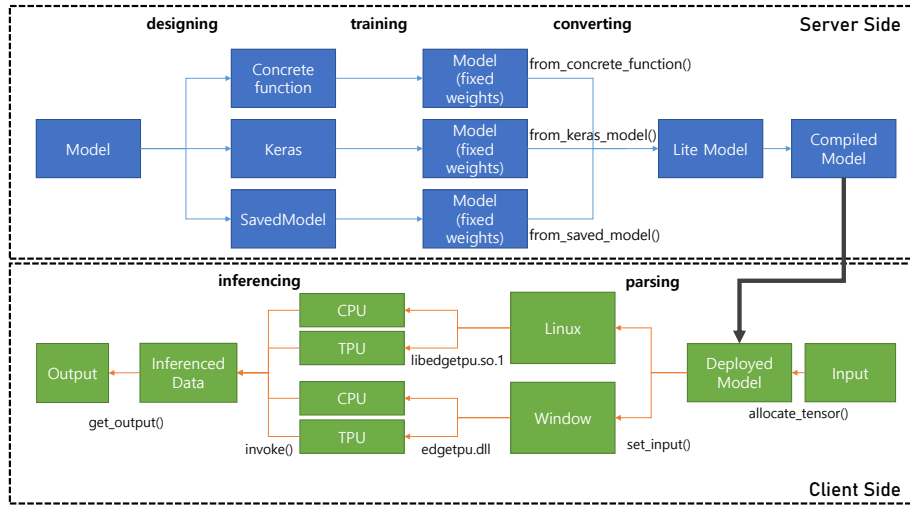 designing
training
converting
Server Side
Concrete
function
Model
(fixed
weights)
from_concrete_function()
Model
Keras
Model
(fixed
weights)
from_keras_model()
Lite Model
Compiled
Model
SavedModel
Model
(fixed
weights)
from_saved_model()
inferencing
parsing
CPU
TPU
libedgetpu.so.1
Linux
Output
Inferenced
Data
Deployed
Model
Input
get_output()
CPU
TPU
invoke()
edgetpu.dll
Window
set_input()
allocate_tensor()
Client Side